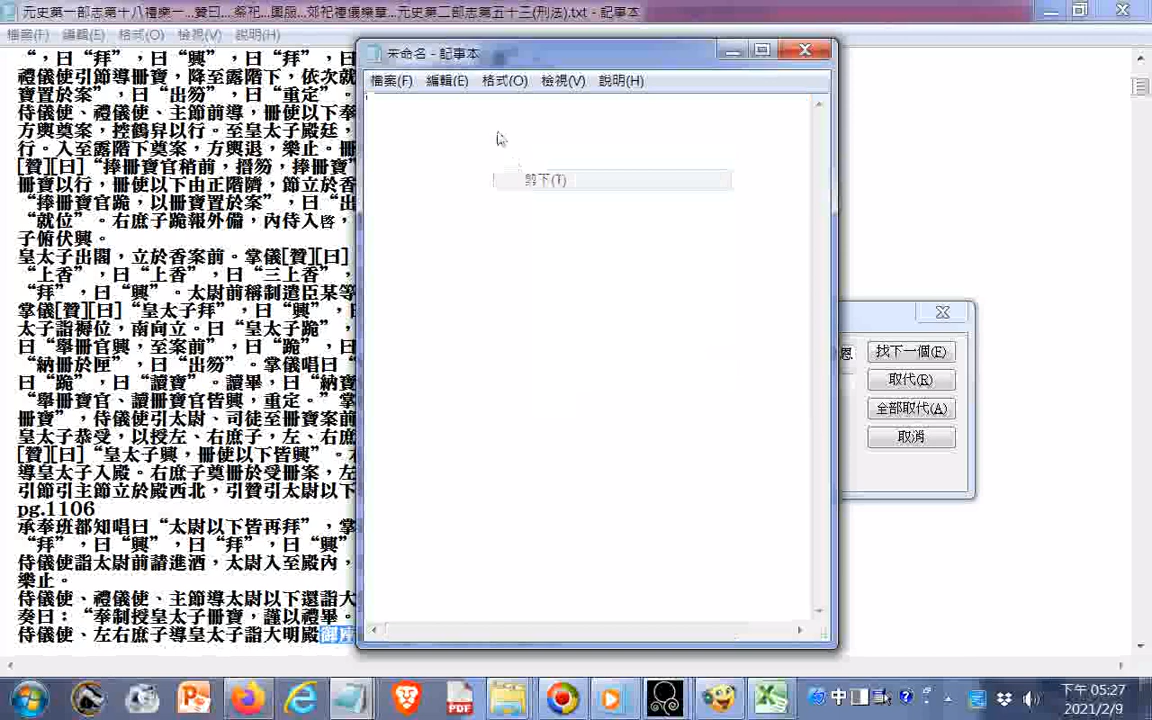 元史第一部志第十八禮樂一...贊曰...祭祀...輿服...郊祀禮儀樂章...元史第二部志第五十三(刑法).txt - 記事本
檔案(F) 編輯(E) 格式(O) 檢視(V) 說明(H)
“，曰“拜”，曰“興”，曰“拜”，曰
禮儀使引節導冊寶，降至露階下，依次就
寶置於案”，曰“出笏”，曰“重定”。
侍儀使、禮儀使、主節前導，冊使以下奉
方輿奠案，控鶴舁以行。至皇太子殿廷，
行。入至露階下奠案，方輿退，樂止。冊
[贊][曰]“捧冊寶官稍前，搢笏，捧冊寶”
冊寶以行，冊使以下由正階隮，節立於香
“捧冊寶官跪，以冊寶置於案”，曰“出
“就位”。右庶子跪報外備，內侍入啓，
子俯伏興。
皇太子出閤，立於香案前。掌儀[贊][曰]
“上香”，曰“上香”，曰“三上香”，
“拜”，曰“興”。太尉前稱制遣臣某等
掌儀[贊][曰]“皇太子拜”，曰“興”，曰
太子詣褥位，南向立。曰“皇太子跪”，
曰“舉冊官興，至案前”，曰“跪”，曰
“納冊於匣”，曰“出笏”。掌儀唱曰“
曰“跪”，曰“讀寶”。讀畢，曰“納寶
“舉冊寶官、讀冊寶官皆興，重定。”掌
冊寶”，侍儀使引太尉、司徒至冊寶案前
皇太子恭受，以授左、右庶子，左、右庶
[贊][曰]“皇太子興，冊使以下皆興”。
導皇太子入殿。右庶子奠冊於受冊案，左
引節引主節立於殿西北，引贊引太尉以下
pg.1106
承奉班都知唱曰“太尉以下皆再拜”，掌
“拜”，曰“興”，曰“拜”，曰“興”
侍儀使詣太尉前請進酒，太尉入至殿內，
樂止。
侍儀使、禮儀使、主節導太尉以下還詣大
奏曰：“奉制授皇太子冊寶，謹以禮畢。
侍儀使、左右庶子導皇太子詣大明殿御座
未命名 - 記事本
檔案(F) 編輯(E) 格式(O) 檢視(V) 說明(H)
剪下(T)
恩
找下一個(F)
取代(R)
全部取代(A)
取消
PDF
中
下午 05:27
2021/2/9